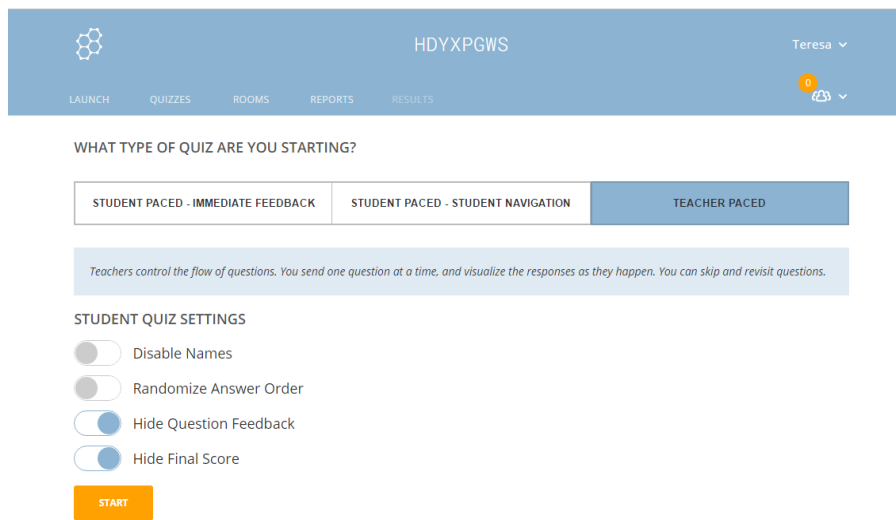 HDYXPGWS
Teresa
0
LAUNCH QUIZZES ROOMS REPORTS RESULTS
WHAT TYPE OF QUIZ ARE YOU STARTING?
STUDENT PACED - IMMEDIATE FEEDBACK STUDENT PACED - STUDENT NAVIGATION TEACHER PACED
Teachers control the flow of questions. You send one question at a time, and visualize the responses as they happen. You can skip and revisit questions.
STUDENT QUIZ SETTINGS
Disable Names
Randomize Answer Order
Hide Question Feedback
Hide Final Score
START